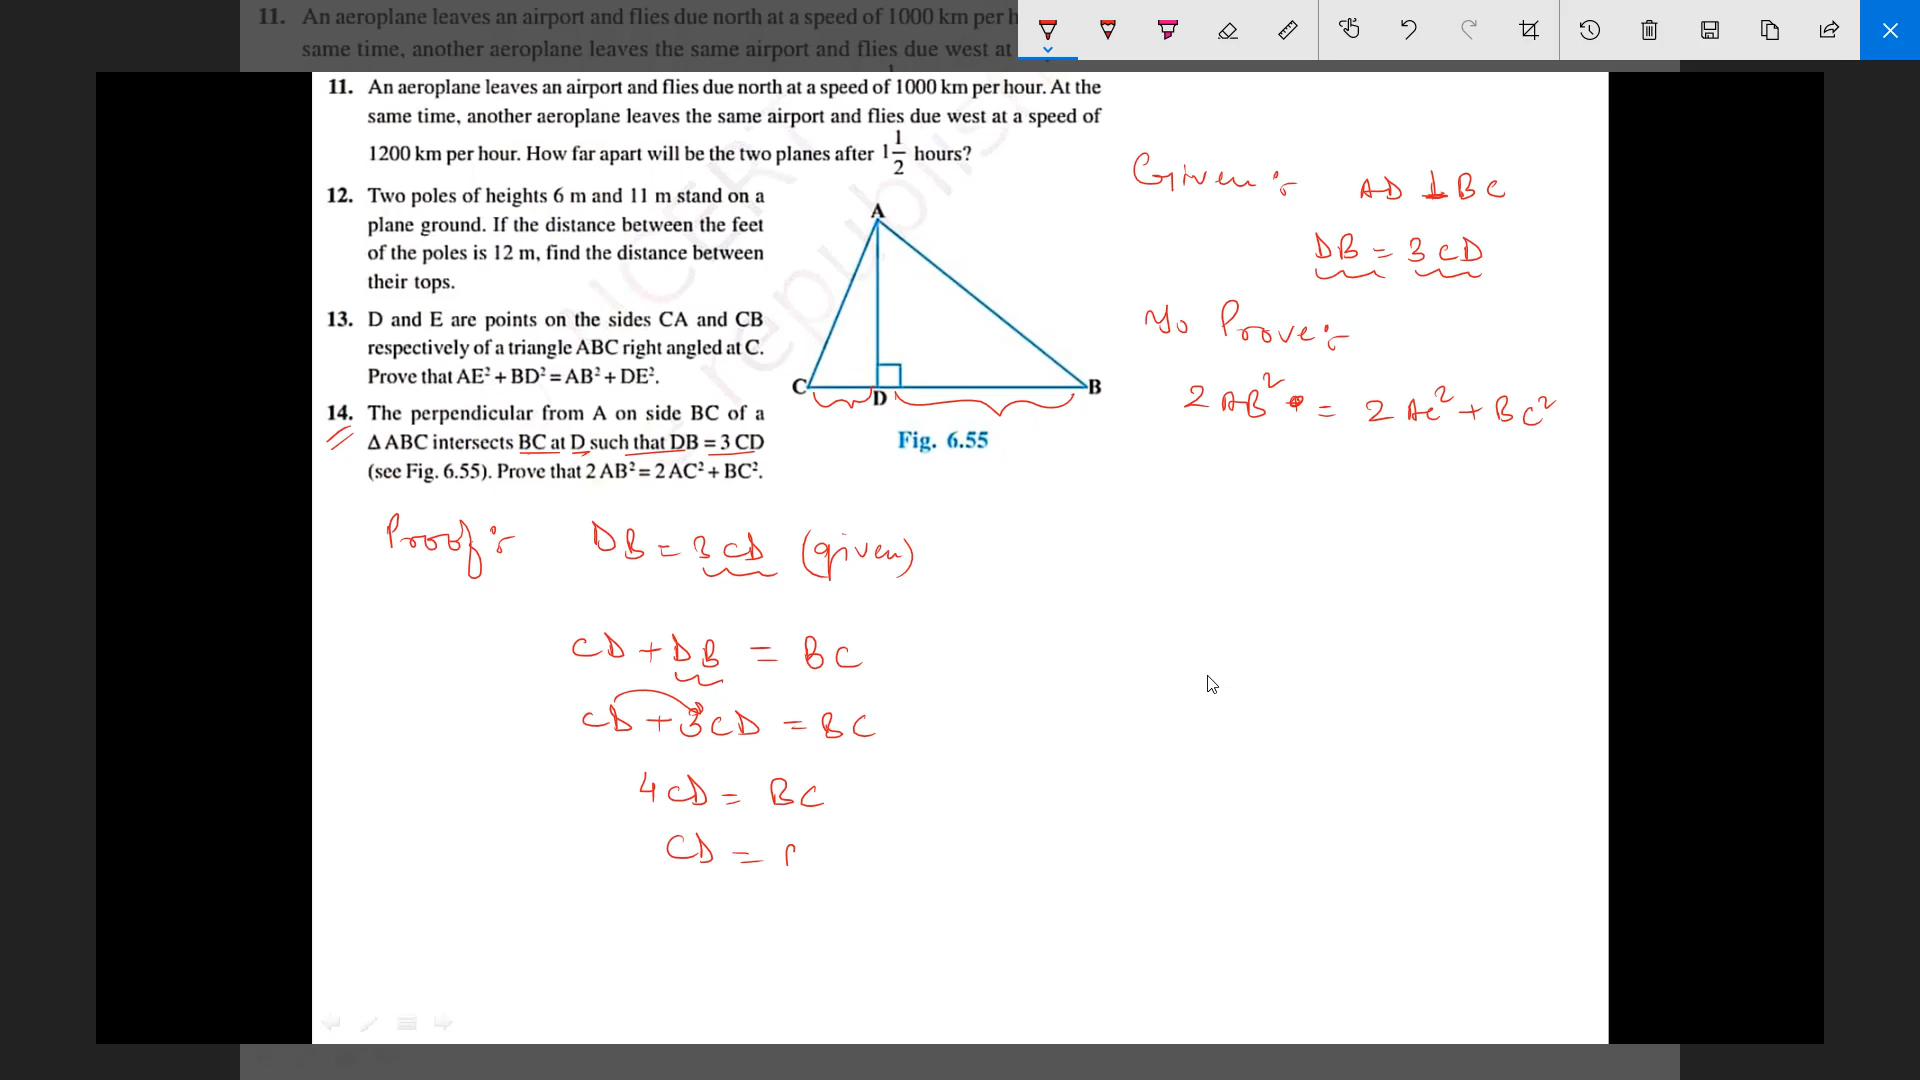 11. An aeroplane leaves an airport and flies due north at a speed of 1000 km per h
same time, another aeroplane leaves the same airport and flies due west at
11. An aeroplane leaves an airport and flies due north at a speed of 1000 km per hour. At the
same time, another aeroplane leaves the same airport and flies due west at a speed of
1200 km per hour. How far apart will be the two planes after 1 1/2 hours?
12. Two poles of heights 6 m and 11 m stand on a
plane ground. If the distance between the feet
of the poles is 12 m, find the distance between
their tops.
13. D and E are points on the sides CA and CB
respectively of a triangle ABC right angled at C.
Prove that AE² + BD² = AB² + DE².
14. The perpendicular from A on side BC of a
Δ ABC intersects BC at D such that DB = 3 CD
(see Fig. 6.55). Prove that 2 AB² = 2 AC² + BC².
A
C
D
B
Fig. 6.55
Given :- AD ⊥ BC
DB = 3 CD
To Prove :-
2 AB² = 2 AC² + BC²
Proof :- DB = 3 CD (given)
CD + DB = BC
CD + 3CD = BC
4 CD = BC
CD =